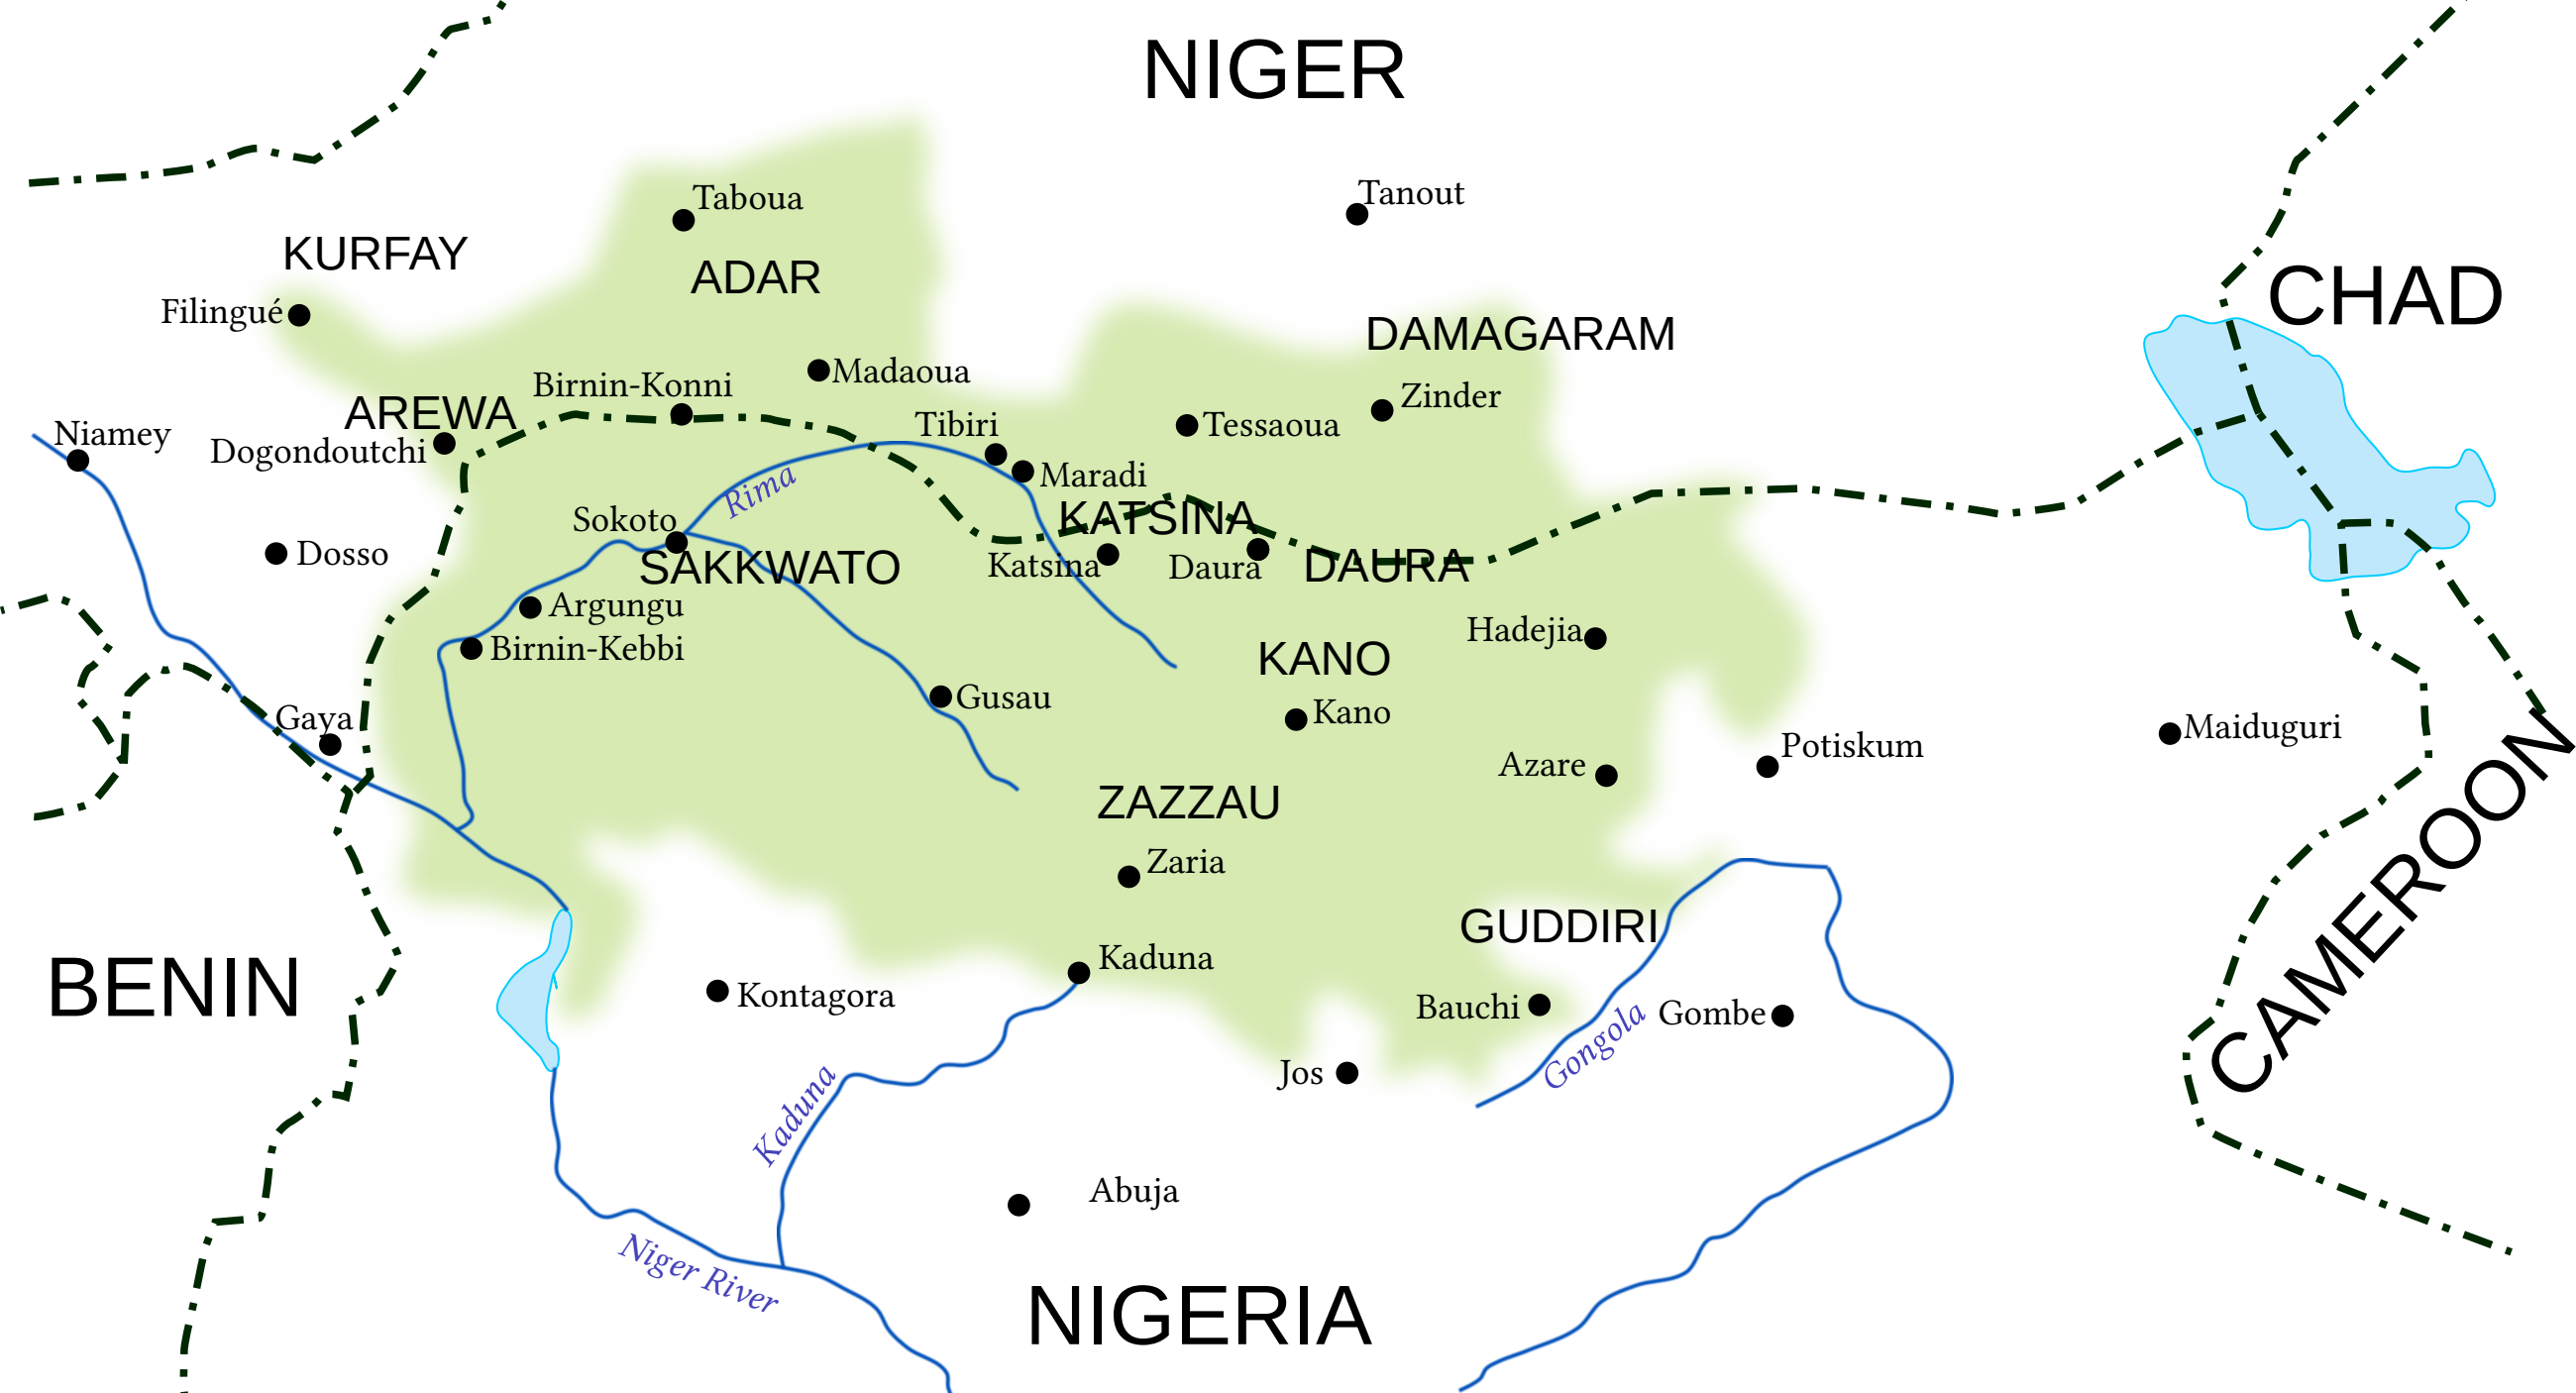 NIGER
Taboua
Tanout
KURFAY
ADAR
CHAD
Filingué
DAMAGARAM
Birnin-Konni
Madaoua
Zinder
AREWA
Niamey
Tibiri
Tessaoua
Dogondoutchi
Maradi
Rima
Sokoto
KATSINA
Dosso
SAKKWATO
Katsina
Daura
DAURA
Argungu
Hadejia
Birnin-Kebbi
KANO
Gusau
Kano
Gaya
Maiduguri
Potiskum
Azare
ZAZZAU
Zaria
CAMEROON
GUDDIRI
Kaduna
BENIN
Kontagora
Bauchi
Gombe
Gongola
Jos
Kaduna
Abuja
Niger River
NIGERIA